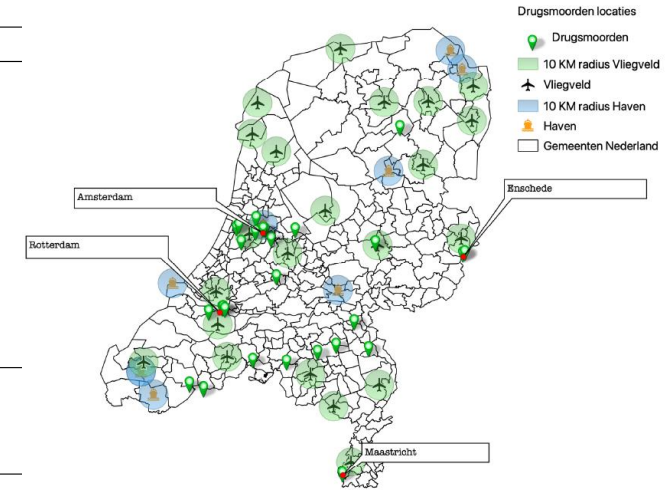 Drugsmoorden locaties
Drugsmoorden
10 KM radius Vliegveld
Vliegveld
10 KM radius Haven
Haven
Gemeenten Nederland
Enschede
Amsterdam
Rotterdam
Maastricht